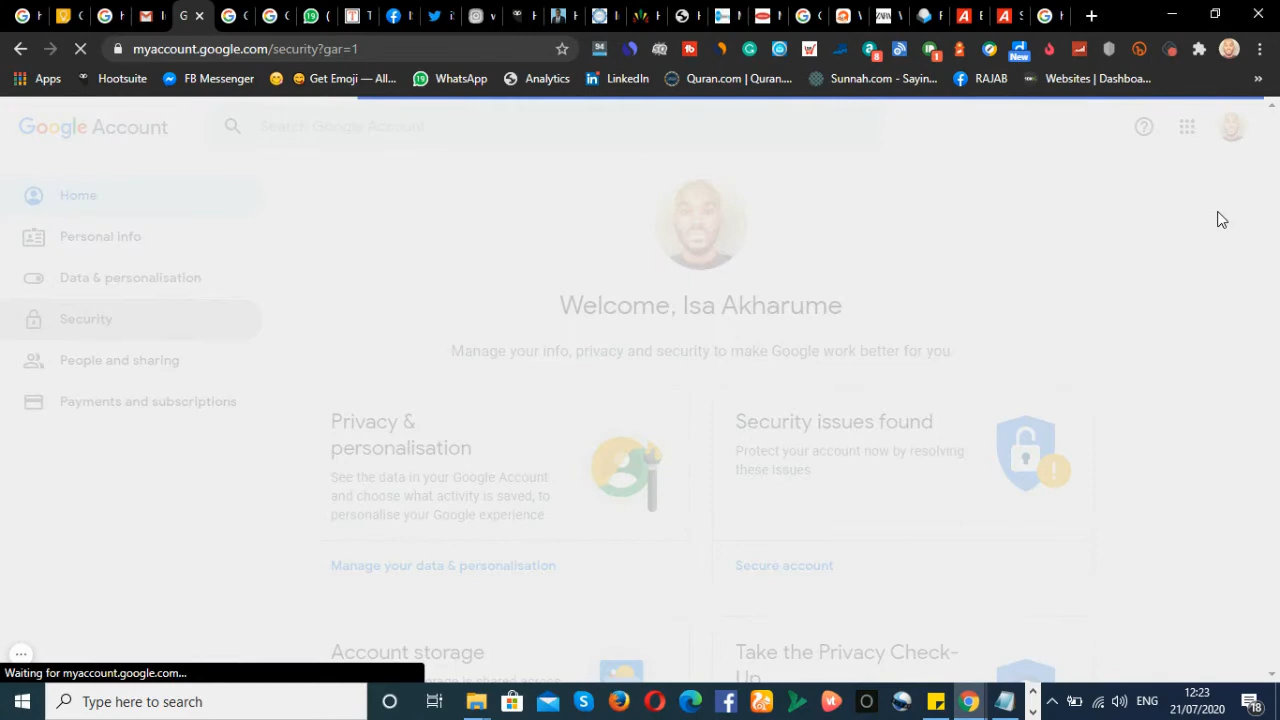 G
M
(
T
I
v
C
V
F
H
myaccount.google.com/security?gar=1
94
8
1
New
Apps
Hootsuite
FB Messenger
Get Emoji — All...
WhatsApp
Analytics
LinkedIn
Quran.com | Quran....
Sunnah.com - Sayin...
RAJAB
Websites | Dashboa...
»
Google Account
Search Google Account
Home
Personal info
Data & personalisation
Security
People and sharing
Payments and subscriptions
Welcome, Isa Akharume
Manage your info, privacy and security to make Google work better for you.
Privacy &
personalisation
See the data in your Google Account
and choose what activity is saved, to
personalise your Google experience
Manage your data & personalisation
Security issues found
Protect your account now by resolving
these issues
Secure account
Account storage
Take the Privacy Check-
Up
Waiting for myaccount.google.com...
Type here to search
ENG
12:23
21/07/2020
18